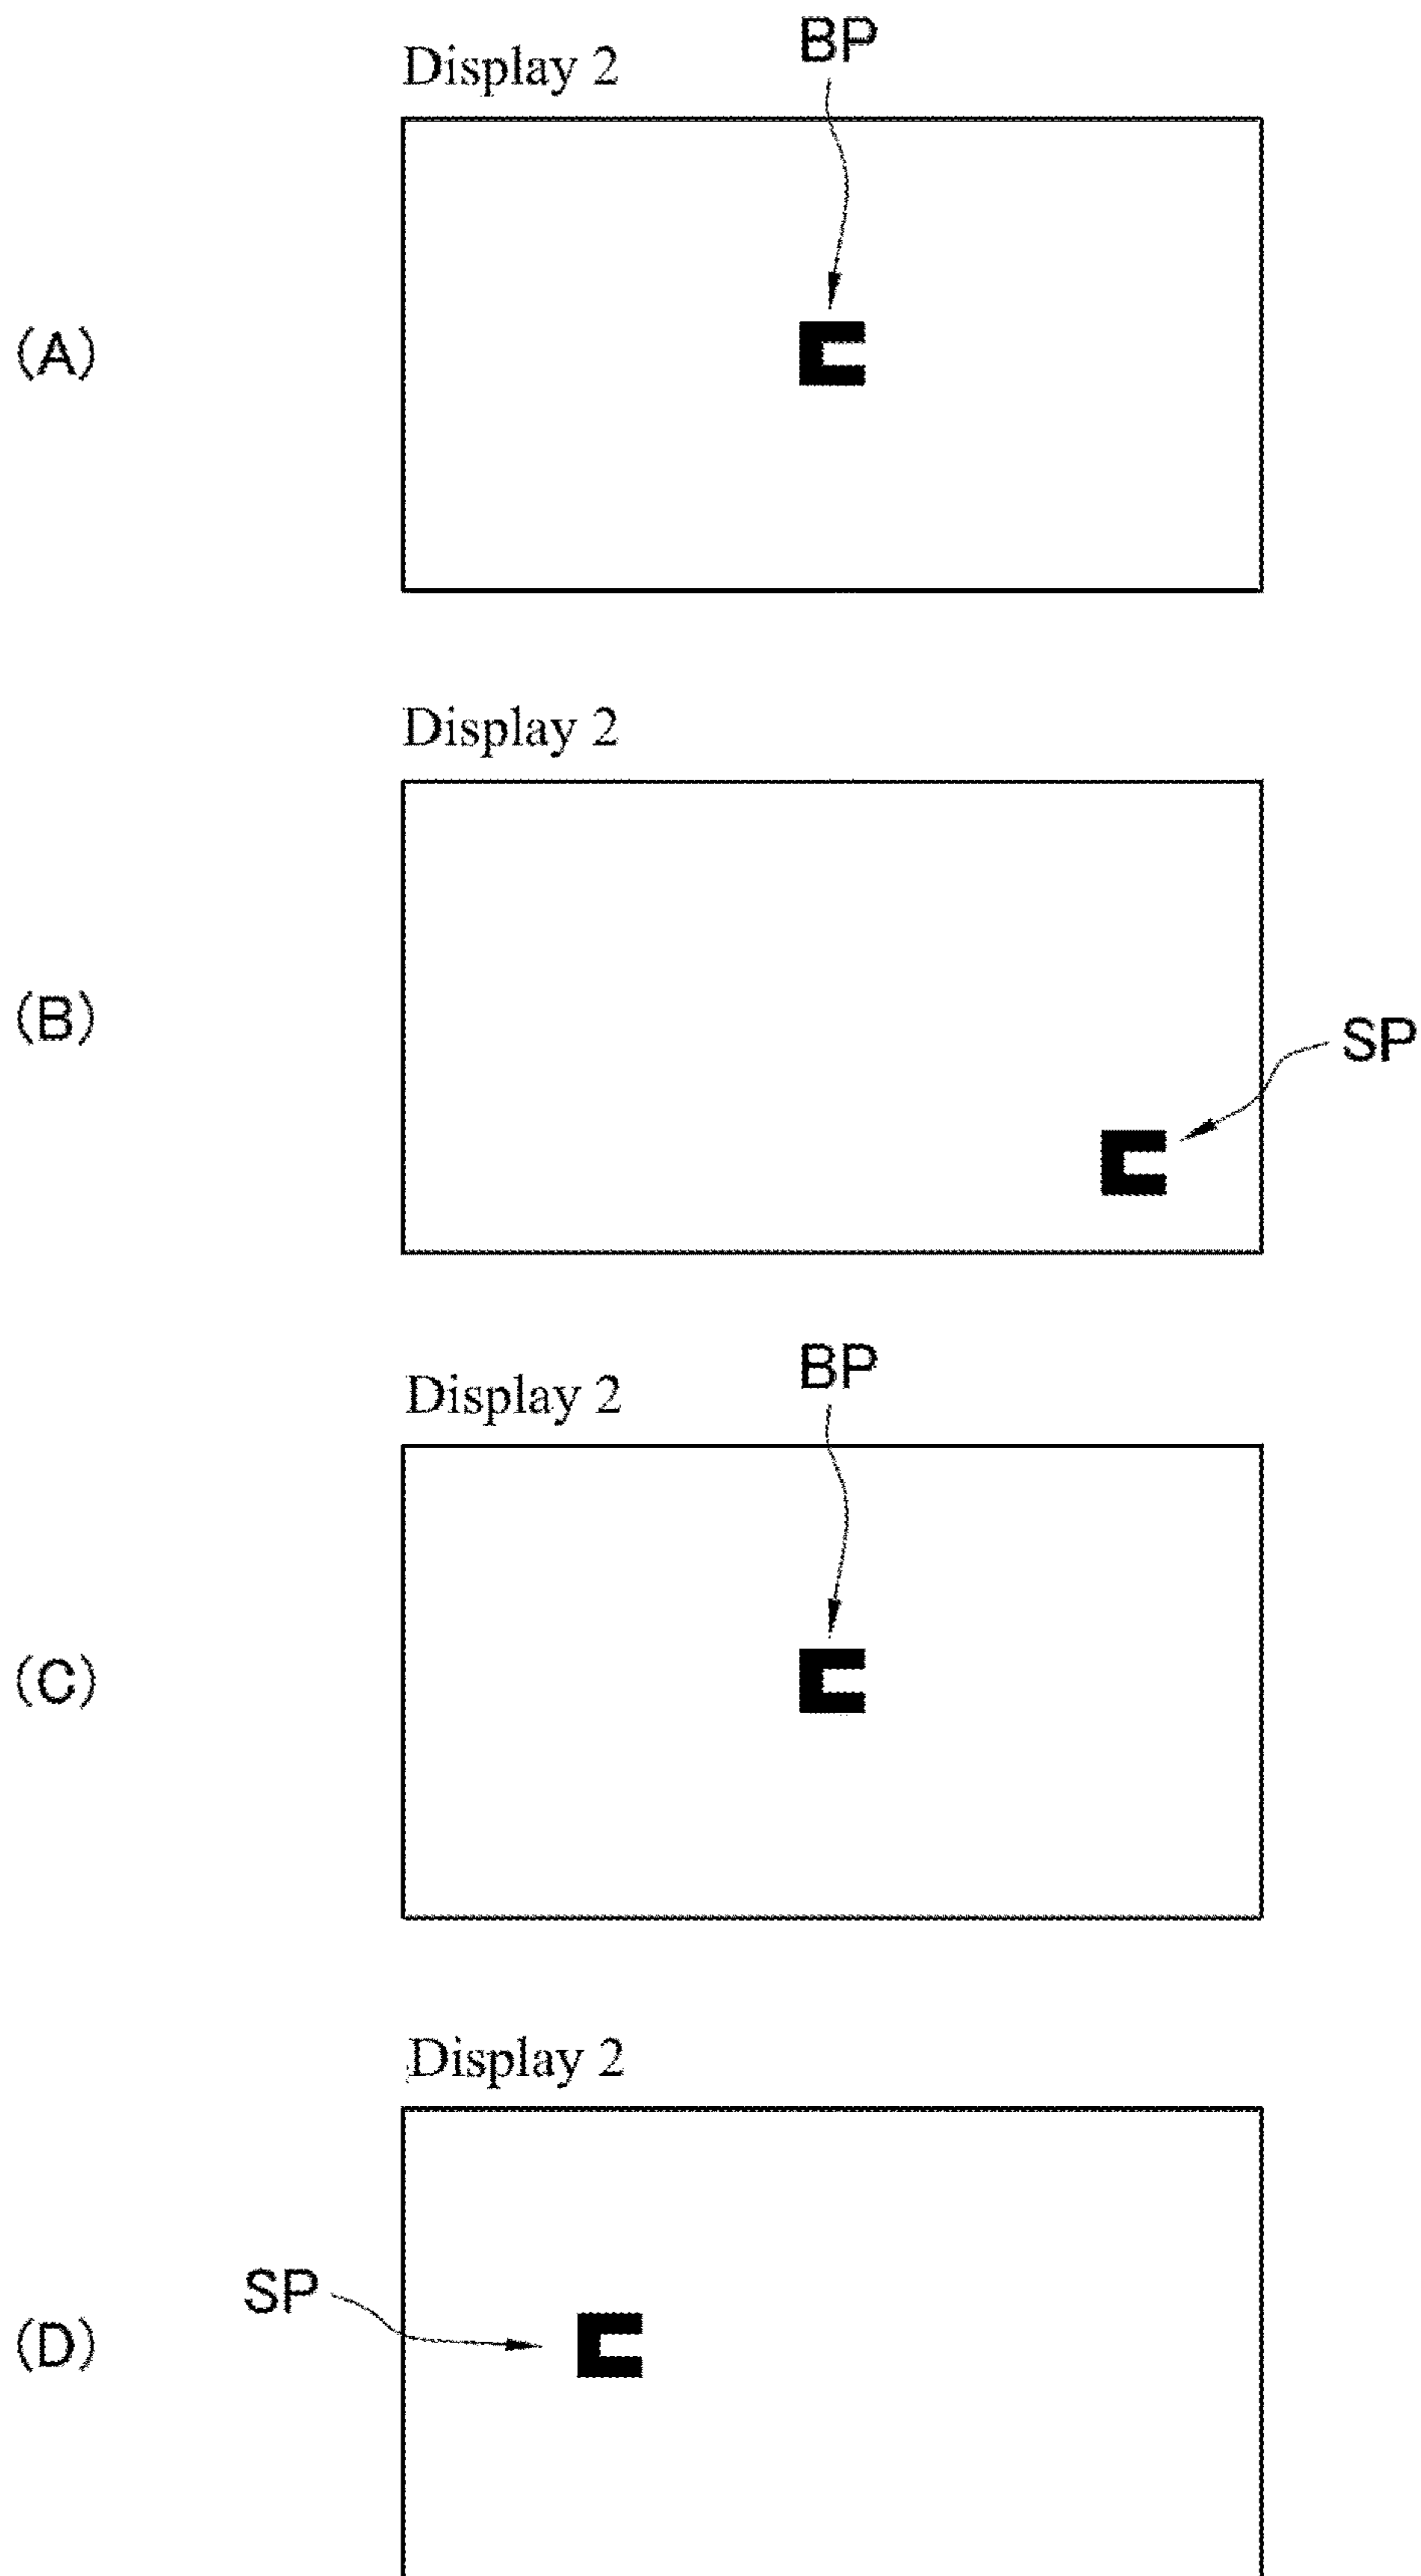 BP
Display 2
(A)
Display 2
(B)
SP
BP
Display 2
(C)
Display 2
SP
(D)